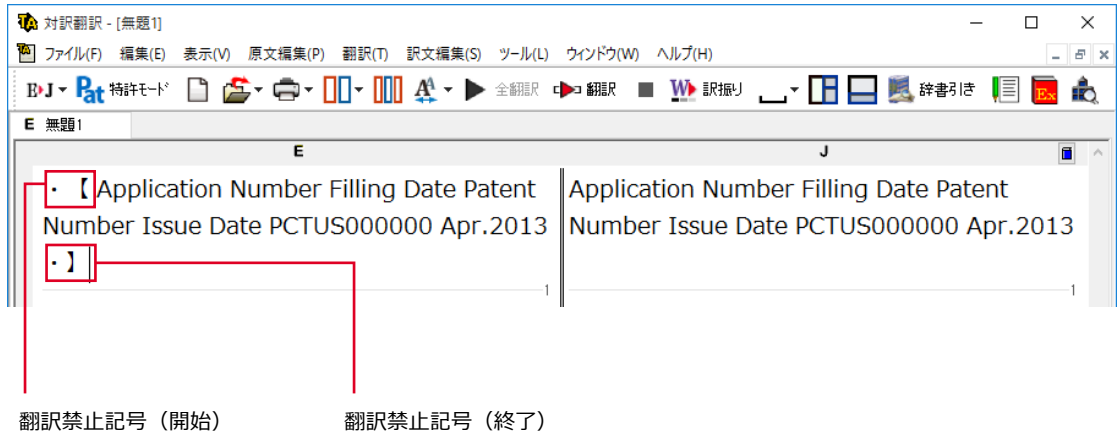 対訳翻訳 - [無題1]
ファイル(F) 編集(E) 表示(V) 原文編集(P) 翻訳(T) 訳文編集(S) ツール(L) ウィンドウ(W) ヘルプ(H)
E›J Pat 特許モード A 全翻訳 翻訳 W 訳振り 辞書引き Ex
E 無題1
E J
・【Application Number Filling Date Patent
Number Issue Date PCTUS000000 Apr.2013
・】
1
Application Number Filling Date Patent
Number Issue Date PCTUS000000 Apr.2013
1
翻訳禁止記号（開始） 翻訳禁止記号（終了）